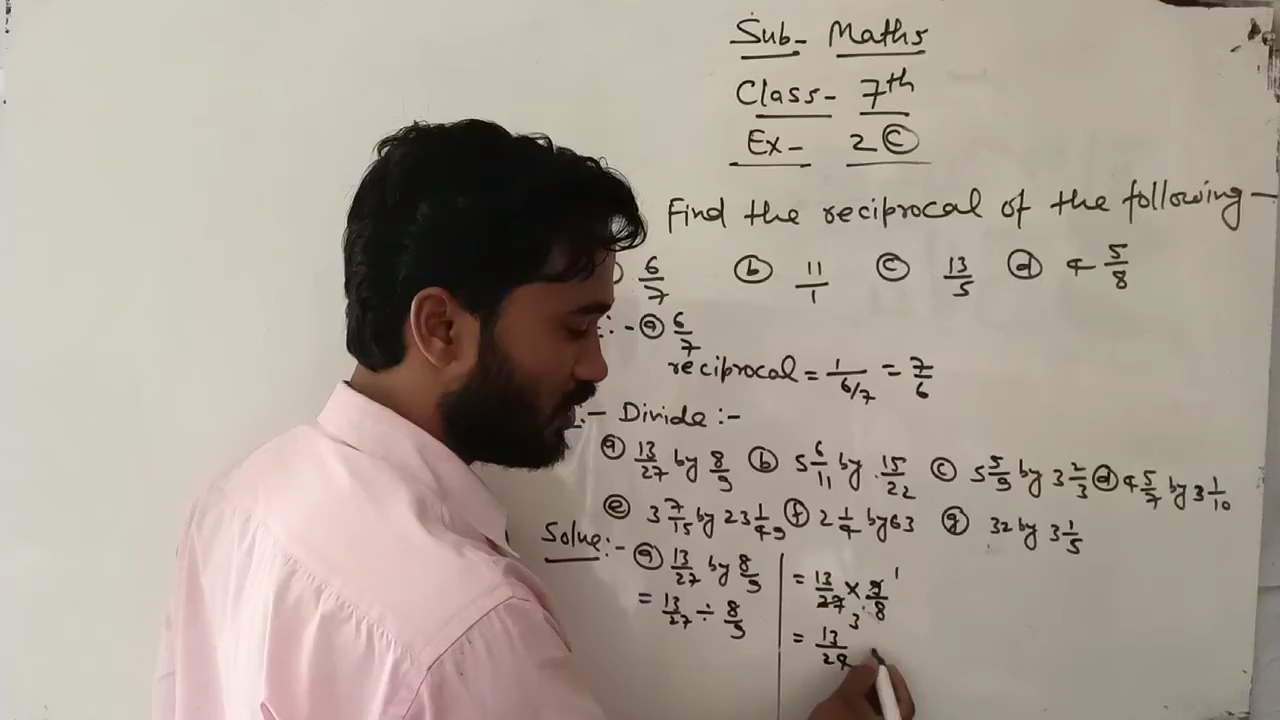 Sub- Maths
Class- 7th
Ex- 2 ©
Find the reciprocal of the following-
6/7 ⓑ 11/1 ⓒ 13/5 ⓓ 4 5/8
:- ⓐ 6/7
reciprocal = 1/6/7 = 7/6
:- Divide :-
ⓐ 13/27 by 8/9 ⓑ 5 6/11 by 15/22 ⓒ 5 5/9 by 3 2/3 ⓓ 4 5/7 by 3 1/10
ⓔ 3 7/15 by 23 1/49 ⓕ 2 1/4 by 63 ⓖ 32 by 3 1/5
Solve :- ⓐ 13/27 by 8/9
= 13/27 ÷ 8/9
= 13/27 3 × 9/8 1
= 13/24